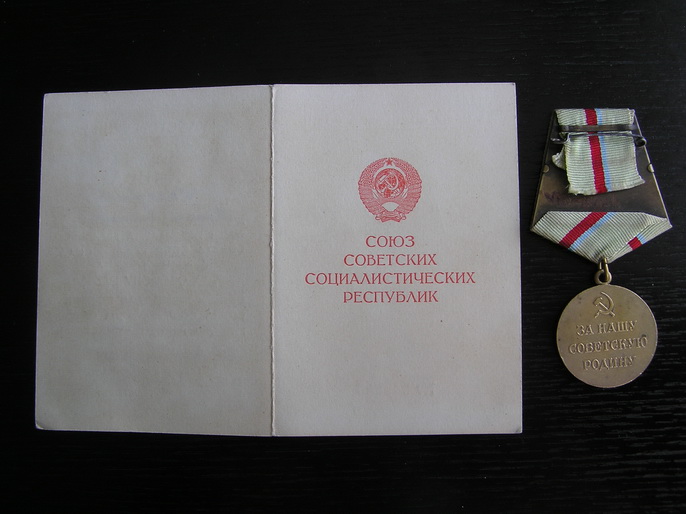 СОЮЗ
СОВЕТСКИХ
СОЦИАЛИСТИЧЕСКИХ
РЕСПУБЛИК
ЗА НАШУ
СОВЕТСКУЮ
РОДИНУ